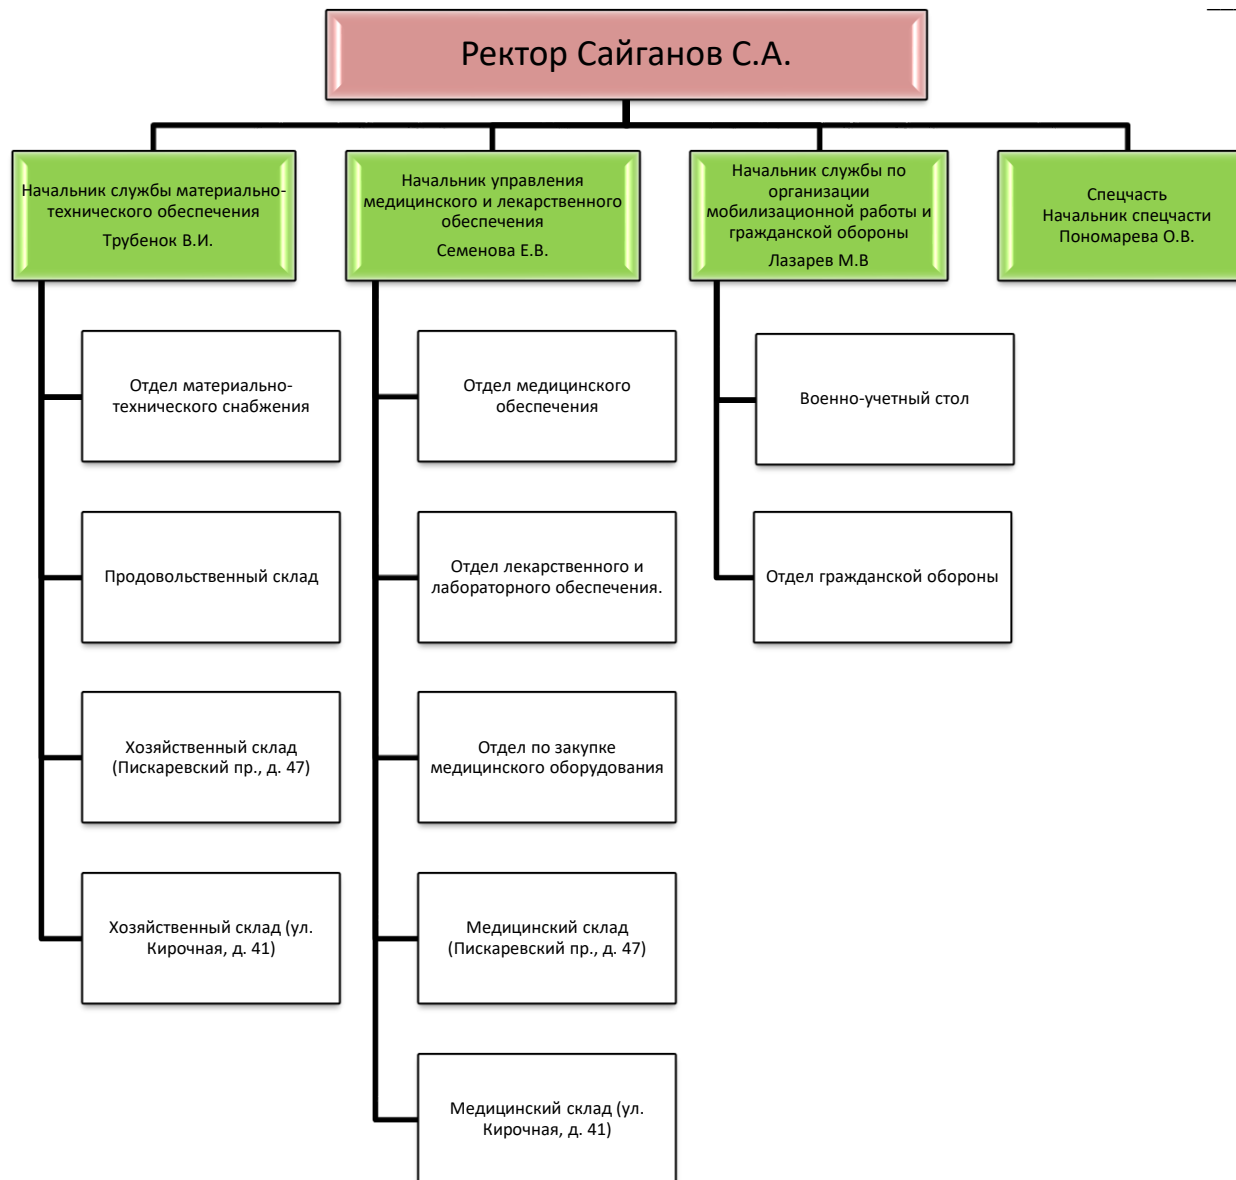 Ректор Сайганов С.А.
Начальник службы материально-
технического обеспечения
Трубенок В.И.
Начальник управления
медицинского и лекарственного
обеспечения
Семенова Е.В.
Начальник службы по
организации
мобилизационной работы и
гражданской обороны
Лазарев М.В
Спецчасть
Начальник спецчасти
Пономарева О.В.
Отдел материально-
технического снабжения
Продовольственный склад
Хозяйственный склад
(Пискаревский пр., д. 47)
Хозяйственный склад (ул.
Кирочная, д. 41)
Отдел медицинского
обеспечения
Отдел лекарственного и
лабораторного обеспечения.
Отдел по закупке
медицинского оборудования
Медицинский склад
(Пискаревский пр., д. 47)
Медицинский склад (ул.
Кирочная, д. 41)
Военно-учетный стол
Отдел гражданской обороны